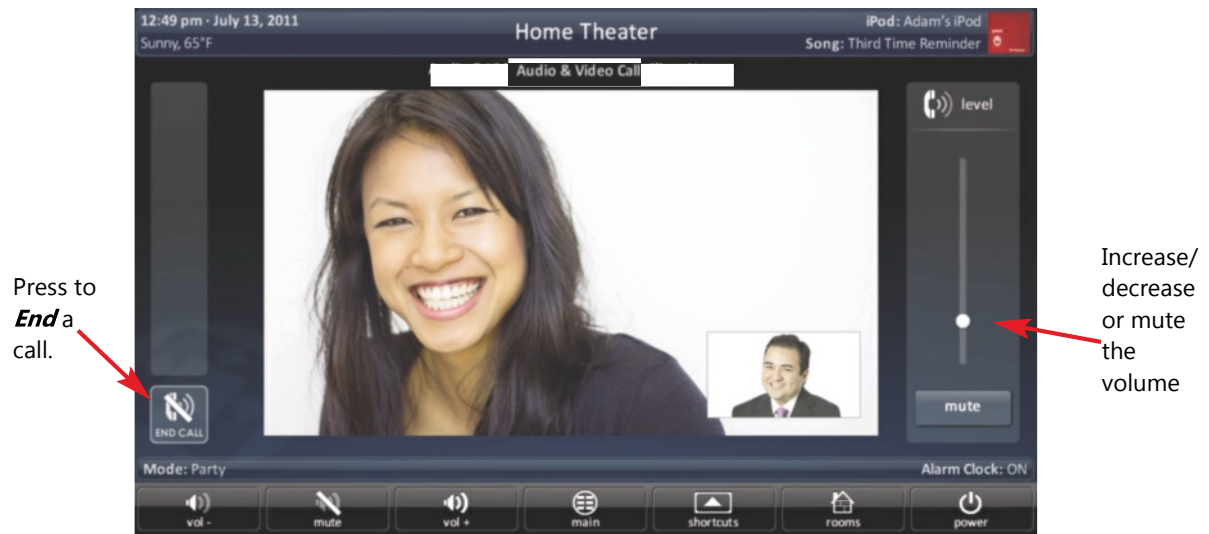 12:49 pm · July 13, 2011
Sunny, 65°F
Home Theater
iPod: Adam's iPod
Song: Third Time Reminder
Audio & Video Call
level
Press to
End a
call.
Increase/
decrease
or mute
the
volume
END CALL
mute
Mode: Party
Alarm Clock: ON
vol -
mute
vol +
main
shortcuts
rooms
power